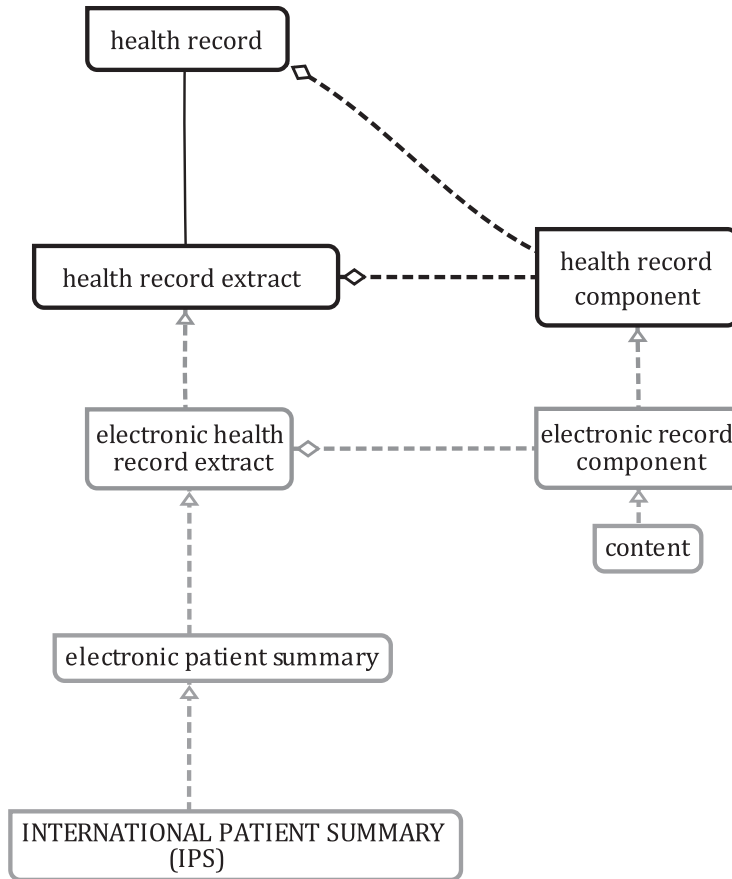 health record
health record extract
health record
component
electronic health
record extract
electronic record
component
content
electronic patient summary
INTERNATIONAL PATIENT SUMMARY
(IPS)